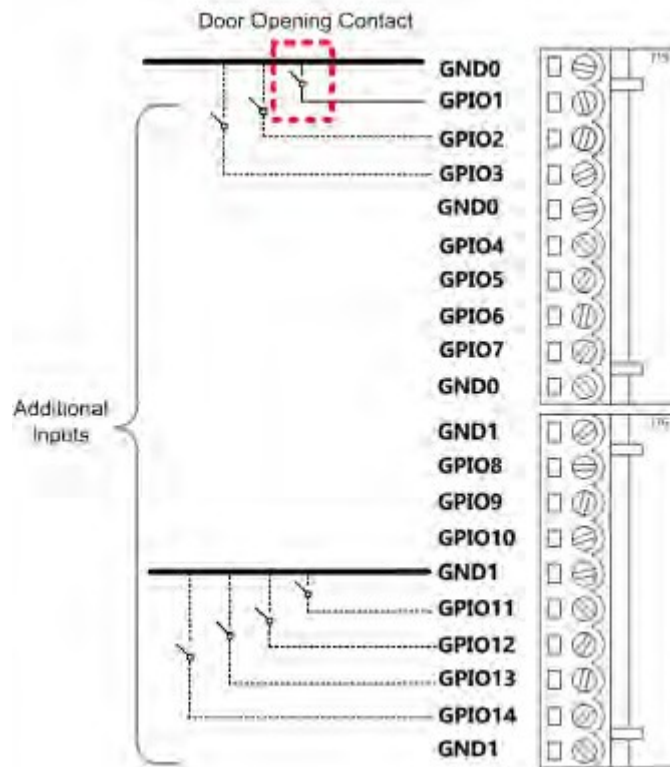 Door Opening Contact
GND0
GPIO1
GPIO2
GPIO3
GND0
GPIO4
GPIO5
GPIO6
GPIO7
GND0
Additional
Inputs
GND1
GPIO8
GPIO9
GPIO10
GND1
GPIO11
GPIO12
GPIO13
GPIO14
GND1